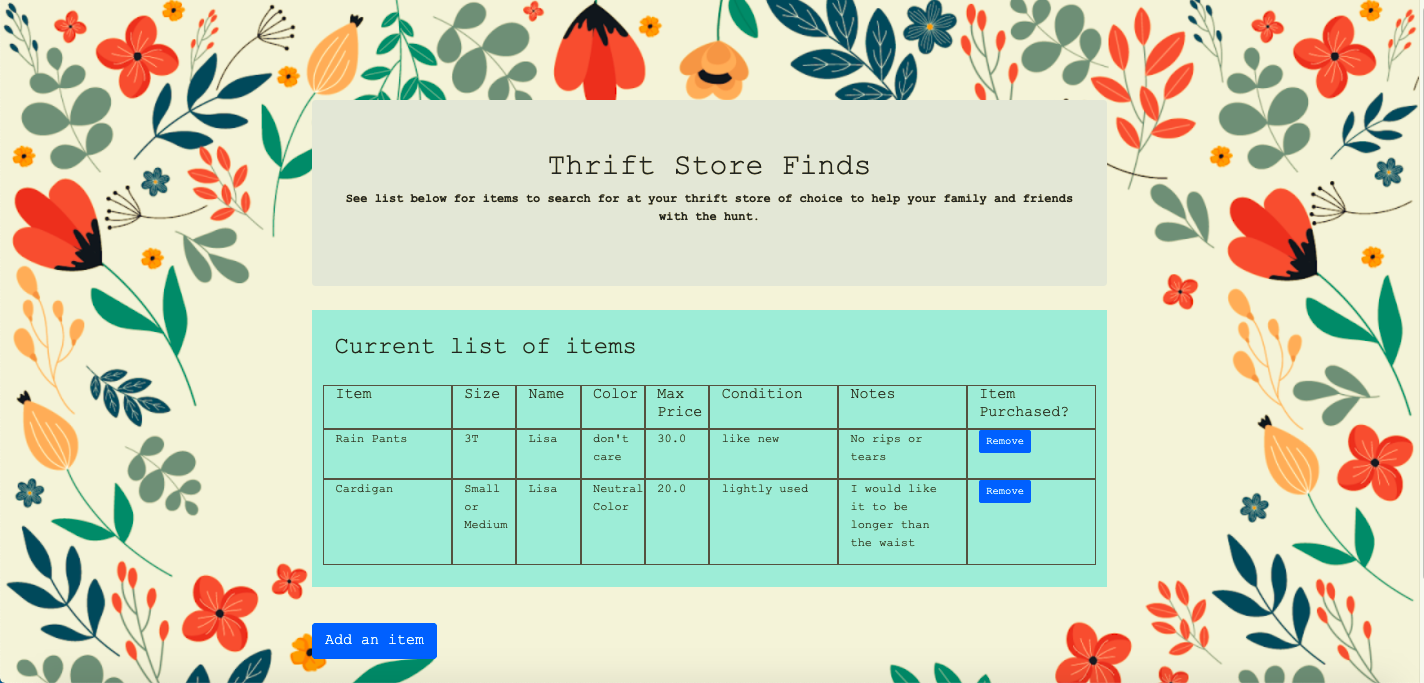 Thrift Store Finds
See list below for items to search for at your thrift store of choice to help your family and friends
with the hunt.
Current list of items
Item Size Name Color Max Price Condition Notes Item Purchased?
Rain Pants 3T Lisa don't care 30.0 like new No rips or tears Remove
Cardigan Small or Medium Lisa Neutral Color 20.0 lightly used I would like it to be longer than the waist Remove
Add an item